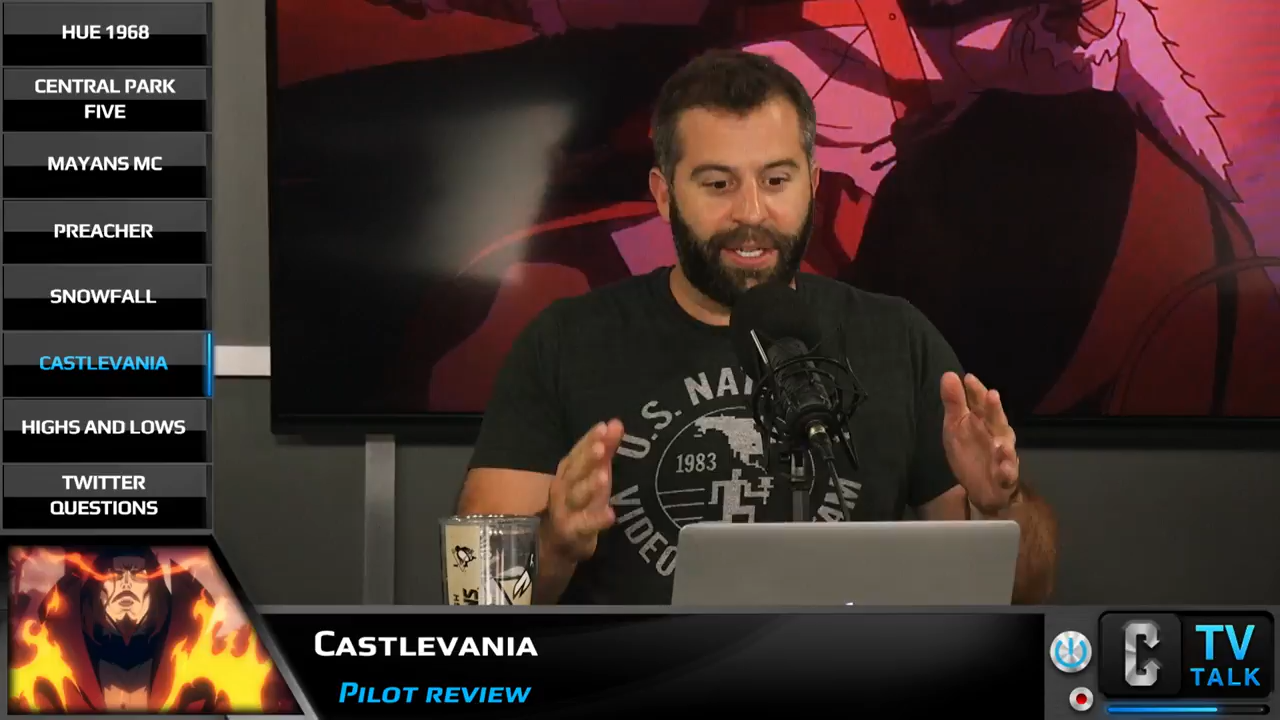 HUE 1968
CENTRAL PARK
FIVE
MAYANS MC
PREACHER
SNOWFALL
CASTLEVANIA
HIGHS AND LOWS
TWITTER
QUESTIONS
U.S. NA
1983
VIDEO
AM
CASTLEVANIA
PILOT REVIEW
C
TV
TALK